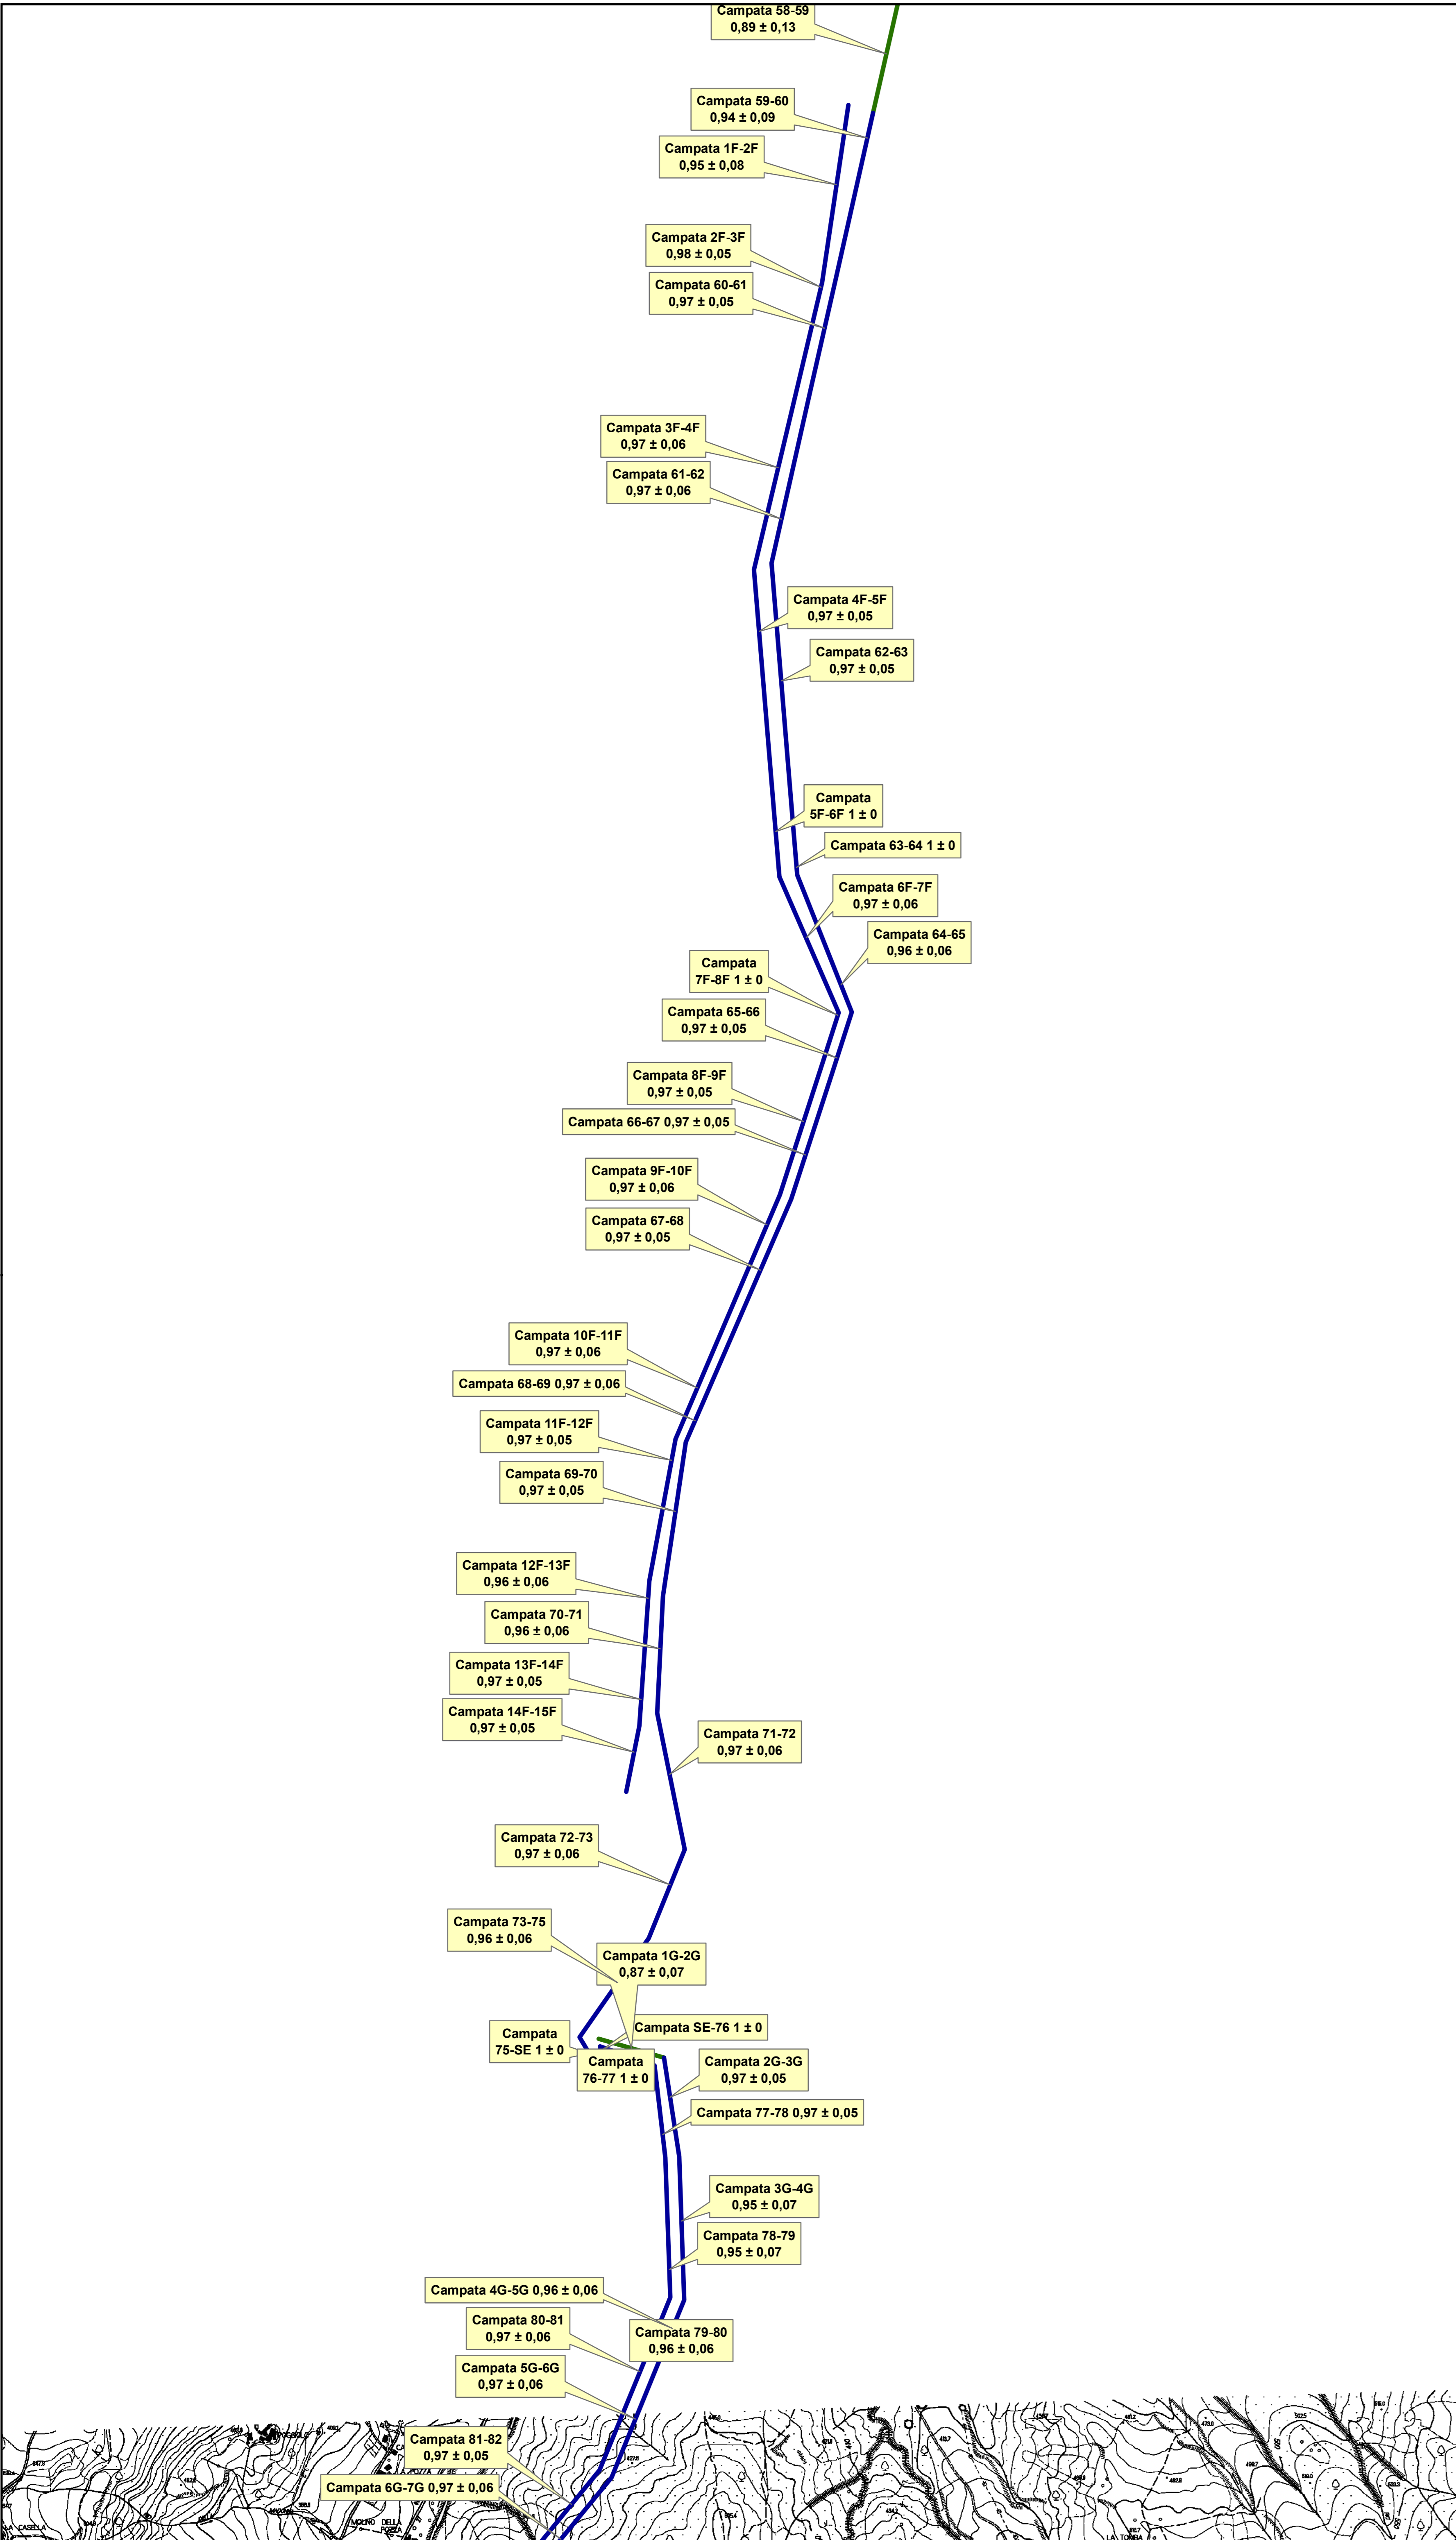 Campata 58-59
0,89 ± 0,13
Campata 59-60
0,94 ± 0,09
Campata 1F-2F
0,95 ± 0,08
Campata 2F-3F
0,98 ± 0,05
Campata 60-61
0,97 ± 0,05
Campata 3F-4F
0,97 ± 0,06
Campata 61-62
0,97 ± 0,06
Campata 4F-5F
0,97 ± 0,05
Campata 62-63
0,97 ± 0,05
Campata
5F-6F 1 ± 0
Campata 63-64 1 ± 0
Campata 6F-7F
0,97 ± 0,06
Campata 64-65
0,96 ± 0,06
Campata
7F-8F 1 ± 0
Campata 65-66
0,97 ± 0,05
Campata 8F-9F
0,97 ± 0,05
Campata 66-67 0,97 ± 0,05
Campata 9F-10F
0,97 ± 0,06
Campata 67-68
0,97 ± 0,05
Campata 10F-11F
0,97 ± 0,06
Campata 68-69 0,97 ± 0,06
Campata 11F-12F
0,97 ± 0,05
Campata 69-70
0,97 ± 0,05
Campata 12F-13F
0,96 ± 0,06
Campata 70-71
0,96 ± 0,06
Campata 13F-14F
0,97 ± 0,05
Campata 14F-15F
0,97 ± 0,05
Campata 71-72
0,97 ± 0,06
Campata 72-73
0,97 ± 0,06
Campata 73-75
0,96 ± 0,06
Campata 1G-2G
0,87 ± 0,07
Campata SE-76 1 ± 0
Campata
75-SE 1 ± 0
Campata
76-77 1 ± 0
Campata 2G-3G
0,97 ± 0,05
Campata 77-78 0,97 ± 0,05
Campata 3G-4G
0,95 ± 0,07
Campata 78-79
0,95 ± 0,07
Campata 4G-5G 0,96 ± 0,06
Campata 80-81
0,97 ± 0,06
Campata 79-80
0,96 ± 0,06
Campata 5G-6G
0,97 ± 0,06
Campata 81-82
0,97 ± 0,05
Campata 6G-7G 0,97 ± 0,06
MOLINO DELLA
LA CASELLA
LA TOMBA